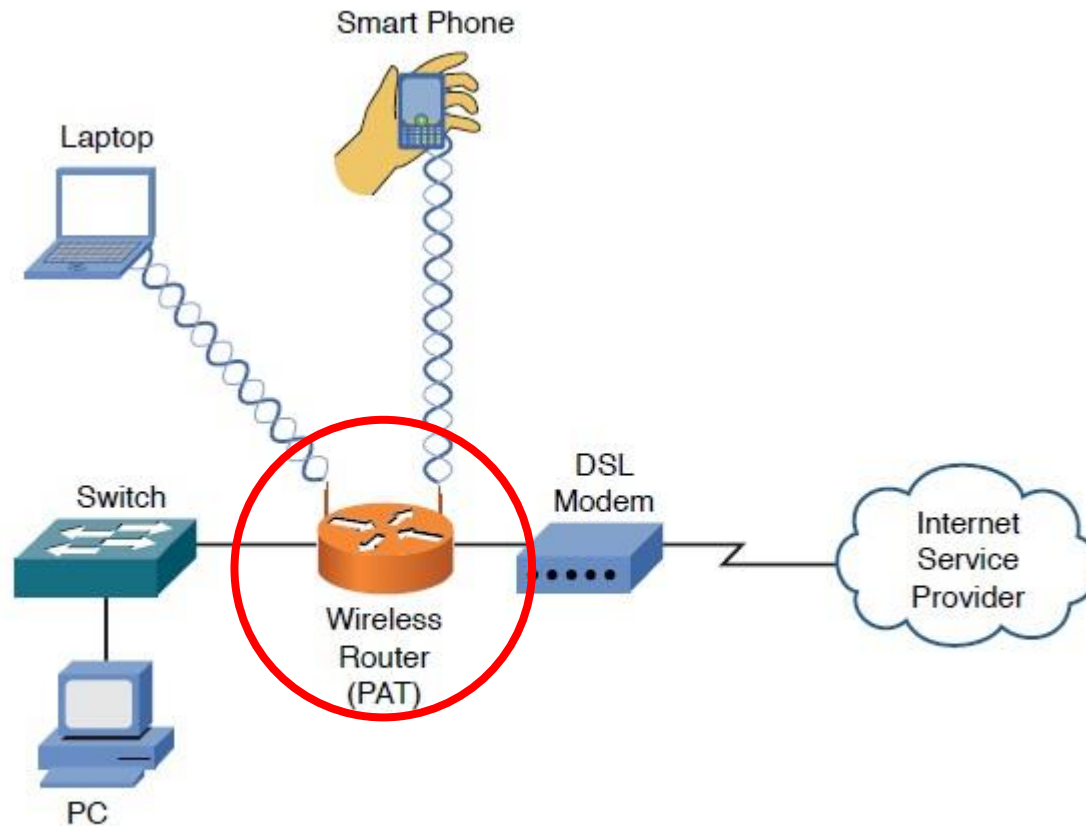 Smart Phone
Laptop
Switch
DSL
Modem
Internet
Service
Provider
Wireless
Router
(PAT)
PC